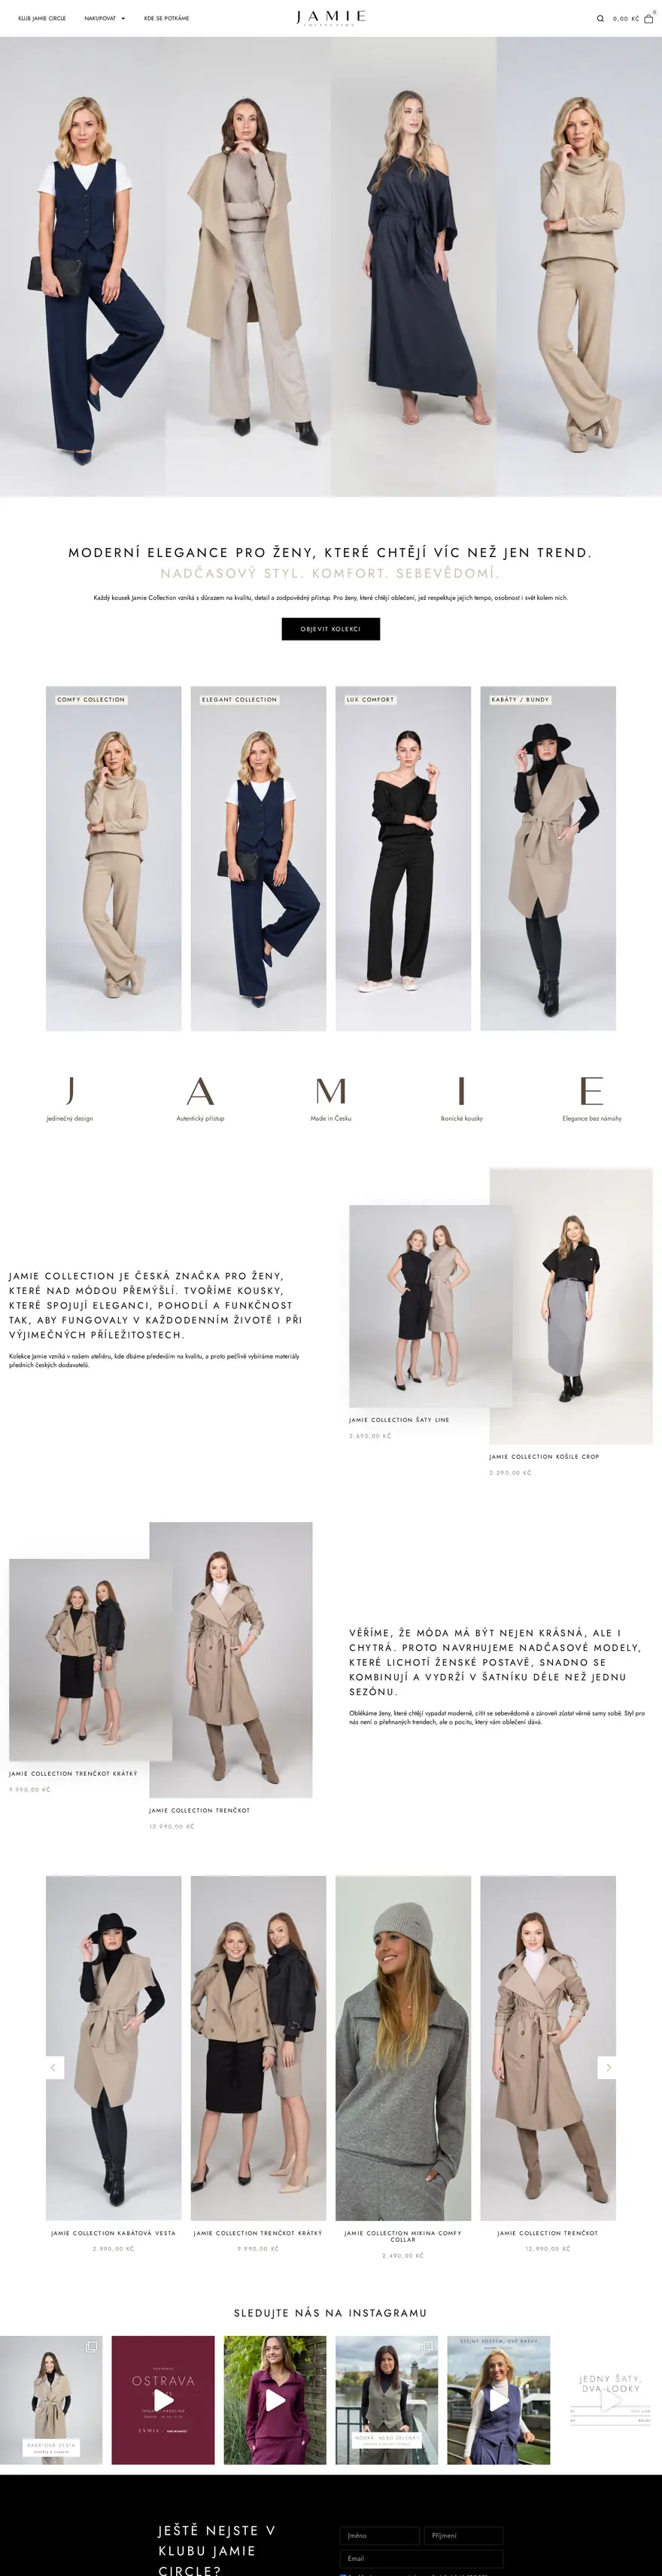 KLUB JAMIE CIRCLE
NAKUPOVAT
KDE SE POTKÁME
JAMIE
COLLECTION
0,00 KČ
0
MODERNÍ ELEGANCE PRO ŽENY, KTERÉ CHTĚJÍ VÍC NEŽ JEN TREND.
NADČASOVÝ STYL. KOMFORT. SEBEVĚDOMÍ.
Každý kousek Jamie Collection vzniká s důrazem na kvalitu, detail a zodpovědný přístup. Pro ženy, které chtějí oblečení, jež respektuje jejich tempo, osobnost i svět kolem nich.
OBJEVIT KOLEKCI
COMFY COLLECTION
ELEGANT COLLECTION
LUX COMFORT
KABÁTY / BUNDY
J A M I E
Jedinečný design
Autentický přístup
Made in Česku
Ikonické kousky
Elegance bez námahy
JAMIE COLLECTION JE ČESKÁ ZNAČKA PRO ŽENY,
KTERÉ NAD MÓDOU PŘEMÝŠLÍ. TVOŘÍME KOUSKY,
KTERÉ SPOJUJÍ ELEGANCI, POHODLÍ A FUNKČNOST
TAK, ABY FUNGOVALY V KAŽDODENNÍM ŽIVOTĚ I PŘI
VÝJIMEČNÝCH PŘÍLEŽITOSTECH.
Kolekce Jamie vzniká v našem ateliéru, kde dbáme především na kvalitu, a proto pečlivě vybíráme materiály
předních českých dodavatelů.
JAMIE COLLECTION ŠATY LINE
2.690,00 KČ
JAMIE COLLECTION KOŠILE CROP
2.290,00 KČ
JAMIE COLLECTION TRENČKOT KRÁTKÝ
9.990,00 KČ
JAMIE COLLECTION TRENČKOT
12.990,00 KČ
VĚŘÍME, ŽE MÓDA MÁ BÝT NEJEN KRÁSNÁ, ALE I
CHYTRÁ. PROTO NAVRHUJEME NADČASOVÉ MODELY,
KTERÉ LICHOTÍ ŽENSKÉ POSTAVĚ, SNADNO SE
KOMBINUJÍ A VYDRŽÍ V ŠATNÍKU DÉLE NEŽ JEDNU
SEZÓNU.
Oblékáme ženy, které chtějí vypadat moderně, cítit se sebevědomě a zároveň zůstat věrné samy sobě. Styl pro
nás není o přehnaných trendech, ale o pocitu, který vám oblečení dává.
JAMIE COLLECTION KABÁTOVÁ VESTA
2.990,00 KČ
JAMIE COLLECTION TRENČKOT KRÁTKÝ
9.990,00 KČ
JAMIE COLLECTION MIKINA COMFY
COLLAR
2.490,00 KČ
JAMIE COLLECTION TRENČKOT
12.990,00 KČ
SLEDUJTE NÁS NA INSTAGRAMU
KABÁTOVÁ VESTA
OSTRAVA
JAMIE
MODRÁ, NEBO ZELENÁ?
STEJNÝ KOSTÝM, DVĚ BARVY
JEDNY ŠATY,
DVA LOOKY
JEŠTĚ NEJSTE V
KLUBU JAMIE
CIRCLE?
Jméno
Příjmení
Email